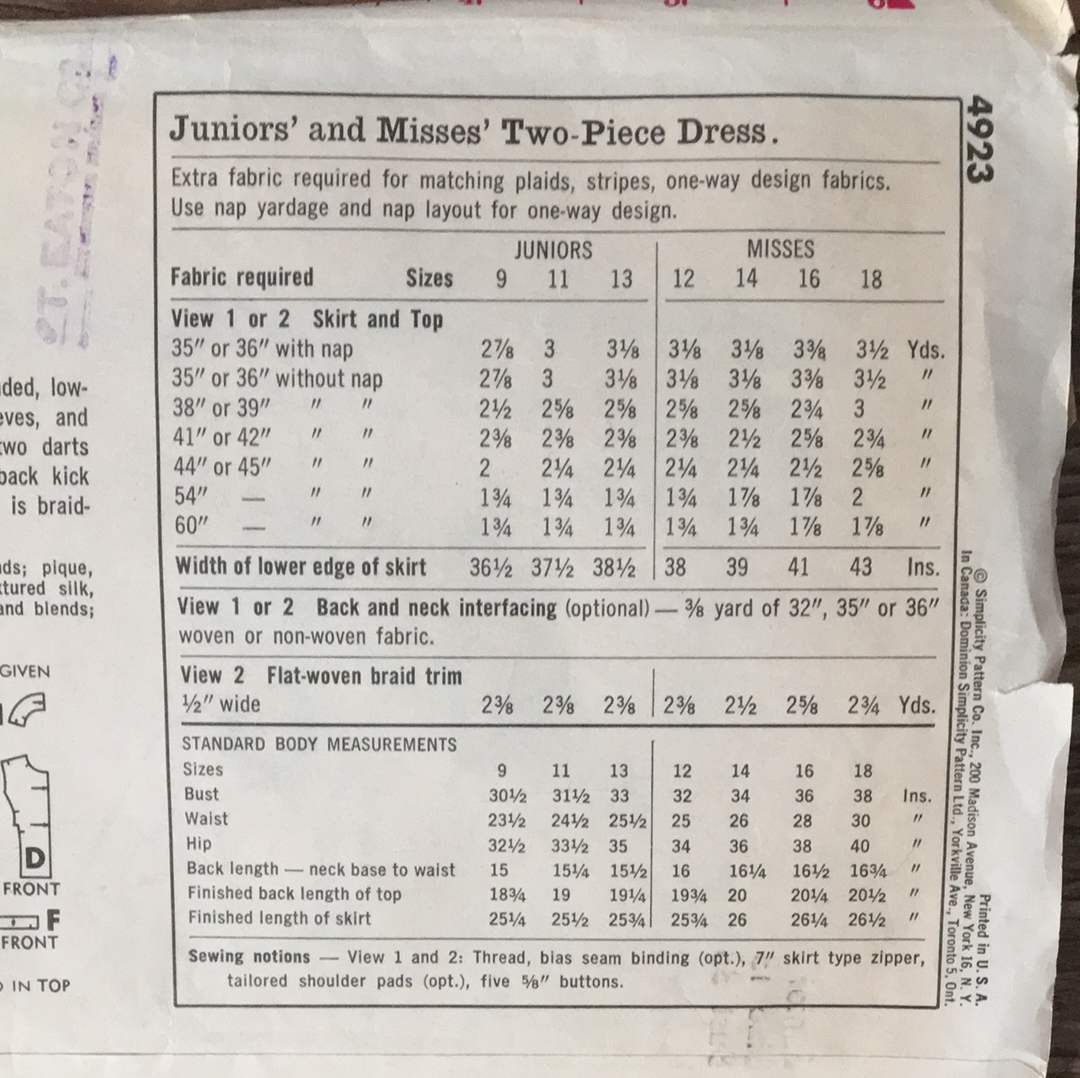 T. EATON CO
ded, low-
eves, and
two darts
back kick
is braid-
ds; pique,
tured silk,
and blends;
GIVEN
D
FRONT
F
FRONT
IN TOP
Juniors' and Misses' Two-Piece Dress.
Extra fabric required for matching plaids, stripes, one-way design fabrics.
Use nap yardage and nap layout for one-way design.
JUNIORS MISSES
Fabric required Sizes 9 11 13 12 14 16 18
View 1 or 2 Skirt and Top
35" or 36" with nap 2⅞ 3 3⅛ 3⅛ 3⅛ 3⅜ 3½ Yds.
35" or 36" without nap 2⅞ 3 3⅛ 3⅛ 3⅛ 3⅜ 3½ "
38" or 39" " " 2½ 2⅝ 2⅝ 2⅝ 2⅝ 2¾ 3 "
41" or 42" " " 2⅜ 2⅜ 2⅜ 2⅜ 2½ 2⅝ 2¾ "
44" or 45" " " 2 2¼ 2¼ 2¼ 2¼ 2½ 2⅝ "
54" — " " 1¾ 1¾ 1¾ 1¾ 1⅞ 1⅞ 2 "
60" — " " 1¾ 1¾ 1¾ 1¾ 1¾ 1⅞ 1⅞ "
Width of lower edge of skirt 36½ 37½ 38½ 38 39 41 43 Ins.
View 1 or 2 Back and neck interfacing (optional) — ⅜ yard of 32", 35" or 36"
woven or non-woven fabric.
View 2 Flat-woven braid trim
½" wide 2⅜ 2⅜ 2⅜ 2⅜ 2½ 2⅝ 2¾ Yds.
STANDARD BODY MEASUREMENTS
Sizes 9 11 13 12 14 16 18
Bust 30½ 31½ 33 32 34 36 38 Ins.
Waist 23½ 24½ 25½ 25 26 28 30 "
Hip 32½ 33½ 35 34 36 38 40 "
Back length — neck base to waist 15 15¼ 15½ 16 16¼ 16½ 16¾ "
Finished back length of top 18¾ 19 19¼ 19¾ 20 20¼ 20½ "
Finished length of skirt 25¼ 25½ 25¾ 25¾ 26 26¼ 26½ "
Sewing notions — View 1 and 2: Thread, bias seam binding (opt.), 7" skirt type zipper,
tailored shoulder pads (opt.), five ⅝" buttons.
4923
© Simplicity Pattern Co. Inc., 200 Madison Avenue, New York 16, N. Y.
In Canada: Dominion Simplicity Pattern Ltd., Yorkville Ave., Toronto 5, Ont.
Printed in U. S. A.